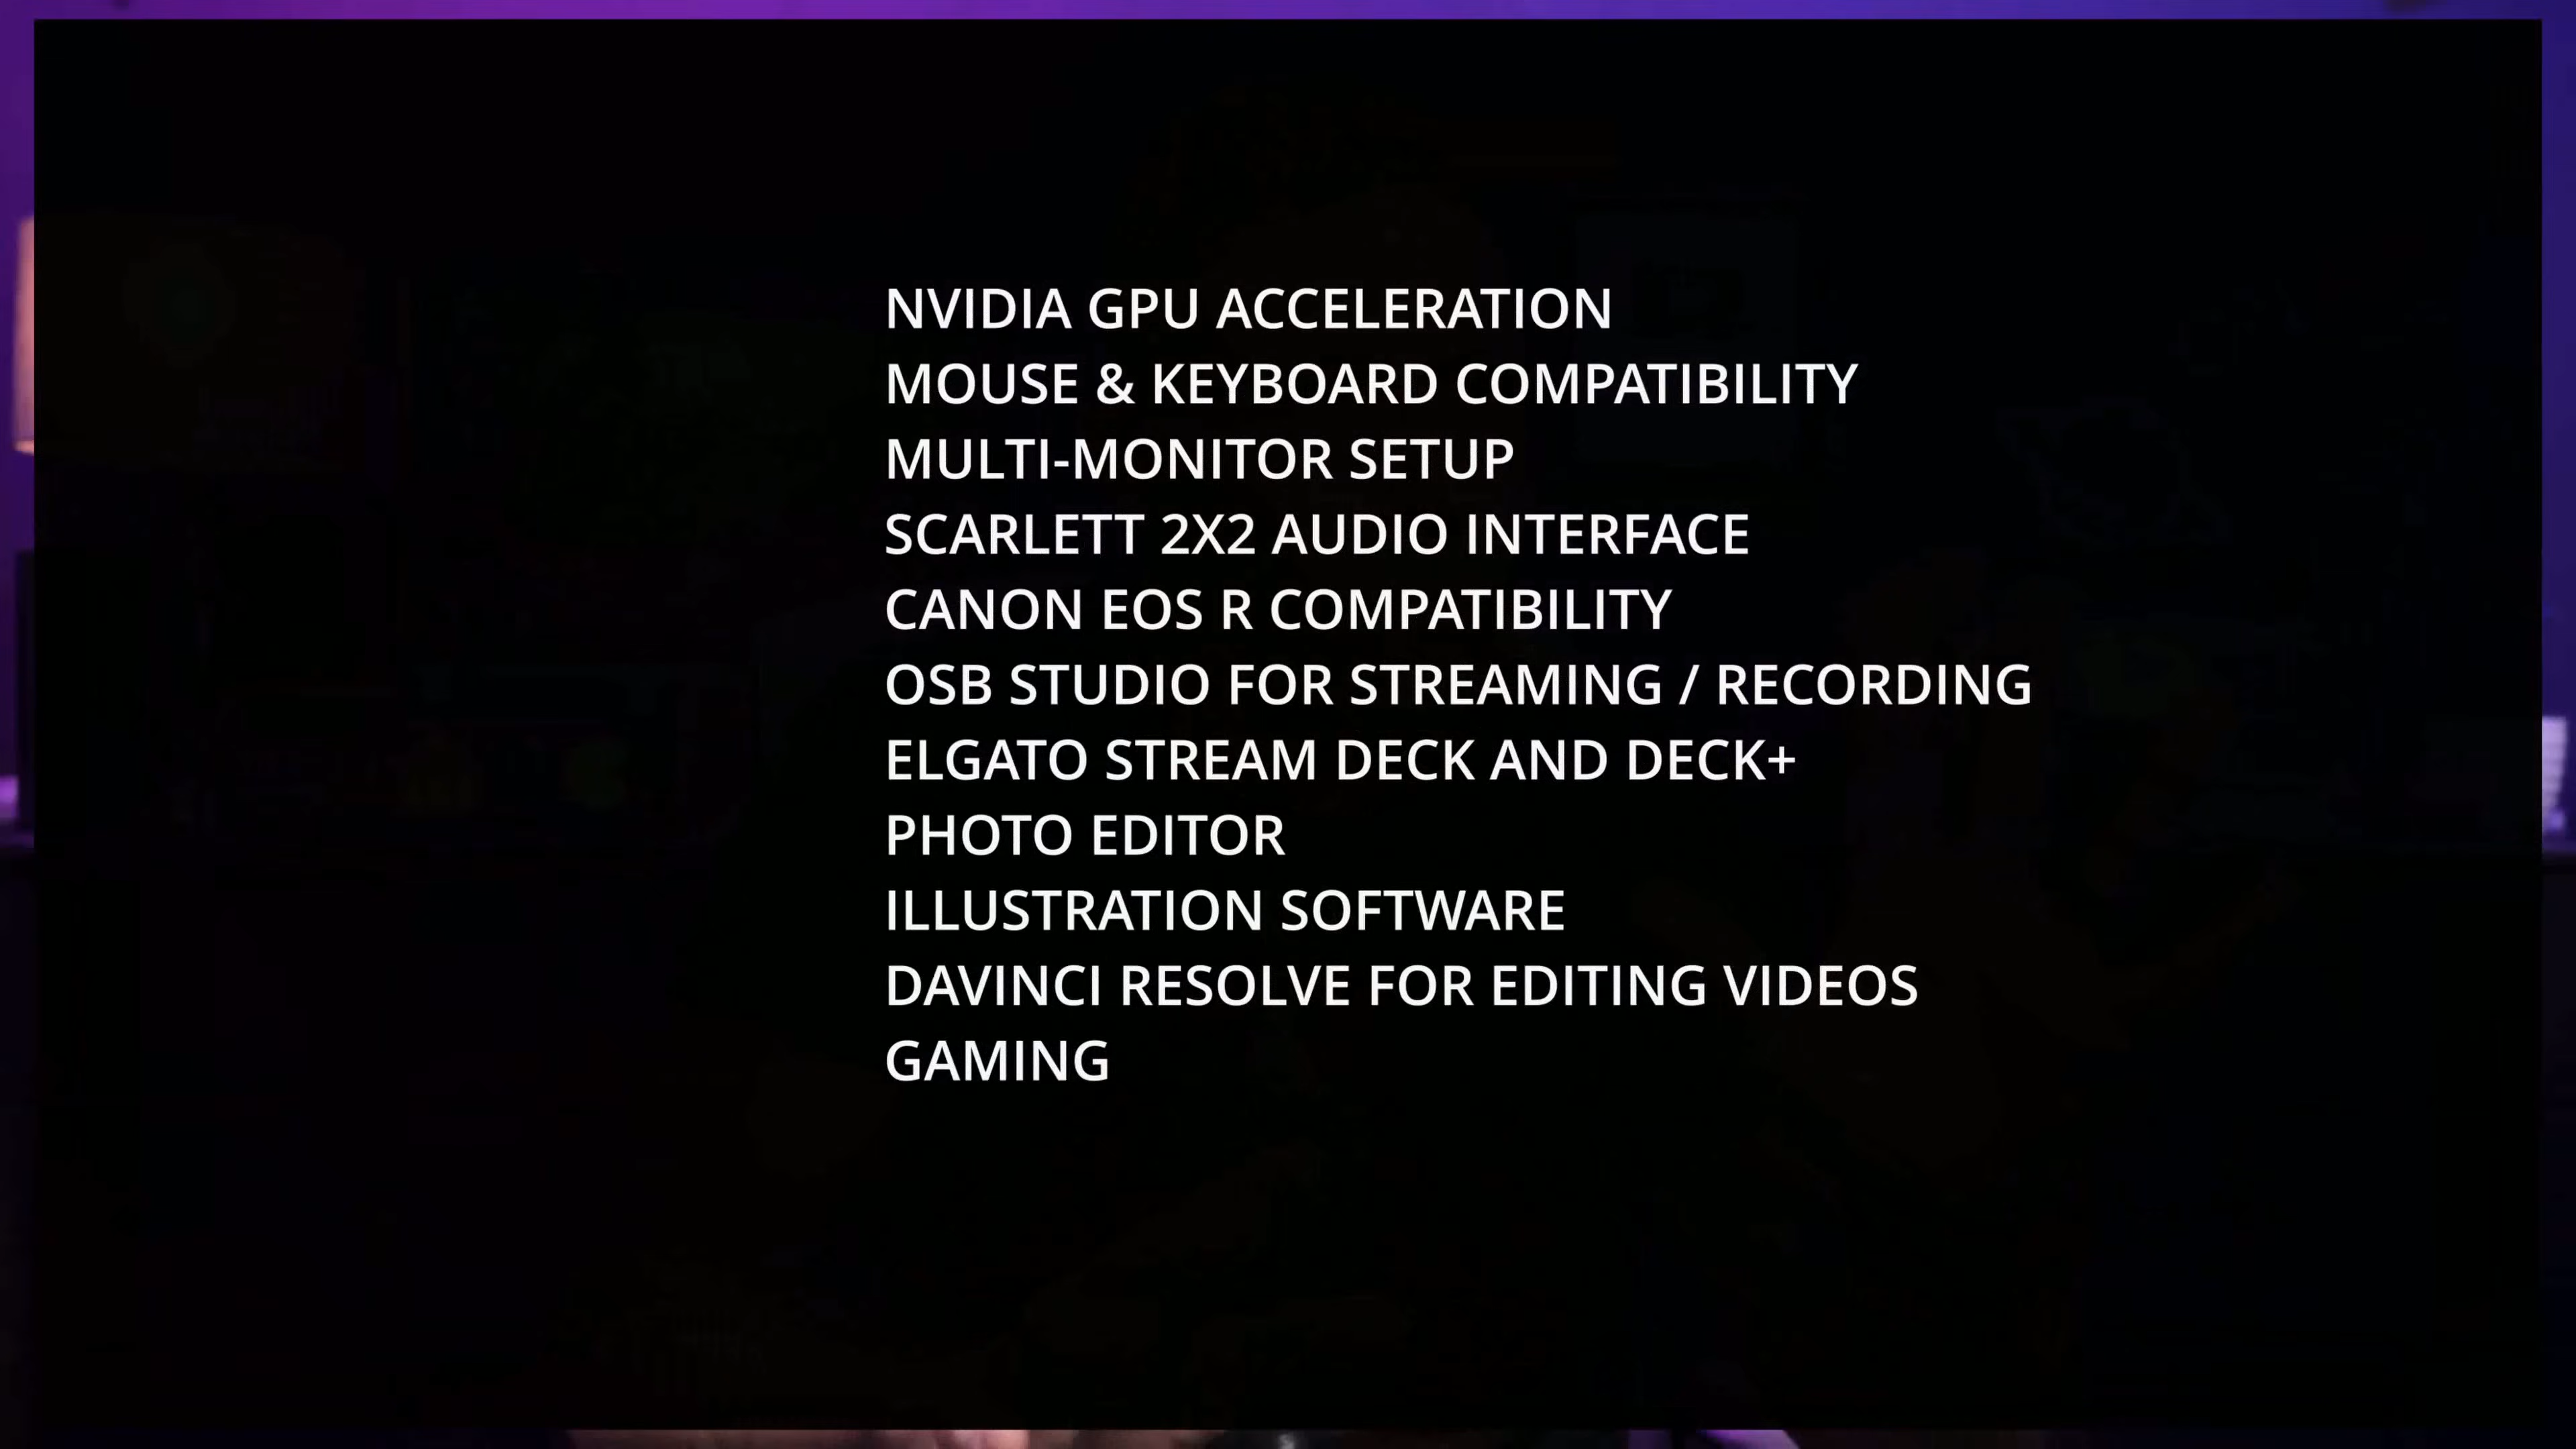 NVIDIA GPU ACCELERATION
MOUSE & KEYBOARD COMPATIBILITY
MULTI-MONITOR SETUP
SCARLETT 2X2 AUDIO INTERFACE
CANON EOS R COMPATIBILITY
OSB STUDIO FOR STREAMING / RECORDING
ELGATO STREAM DECK AND DECK+
PHOTO EDITOR
ILLUSTRATION SOFTWARE
DAVINCI RESOLVE FOR EDITING VIDEOS
GAMING